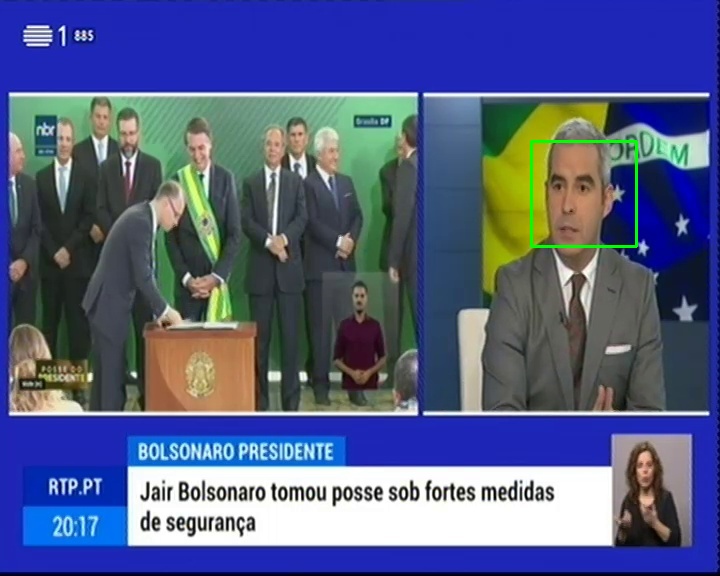 1 885
nbr
Brasília DF
ORDEM
POSSE DO
PRESIDENTE
BOLSONARO PRESIDENTE
RTP.PT
Jair Bolsonaro tomou posse sob fortes medidas
de segurança
20:17